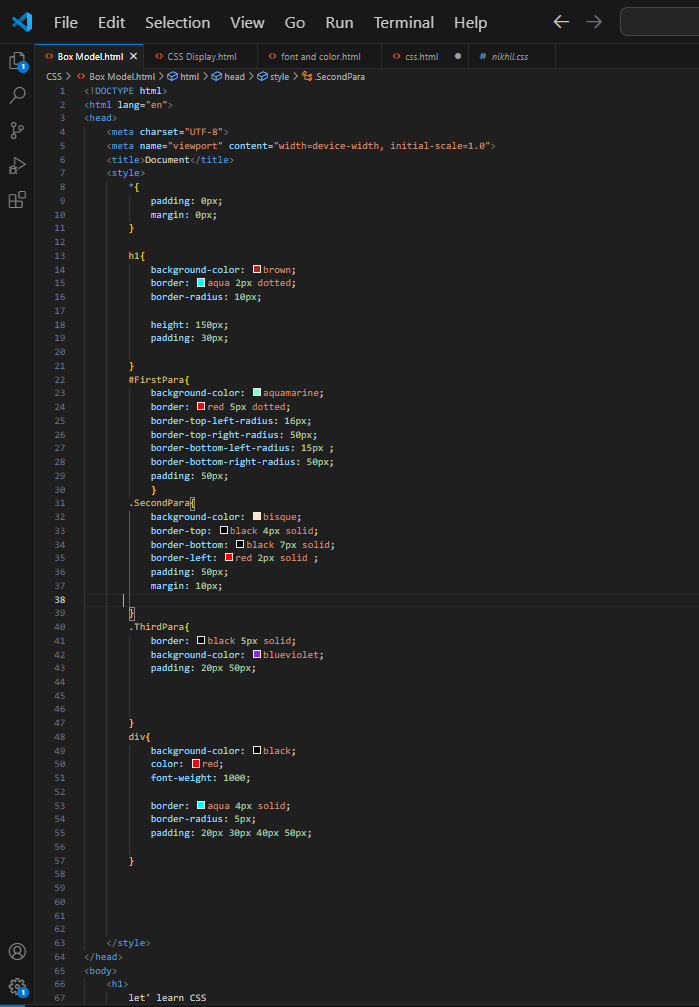 File Edit Selection View Go Run Terminal Help
Box Model.html CSS Display.html font and color.html css.html # nikhil.css
CSS > Box Model.html > html > head > style > .SecondPara
1 <!DOCTYPE html>
2 <html lang="en">
3 <head>
4 <meta charset="UTF-8">
5 <meta name="viewport" content="width=device-width, initial-scale=1.0">
6 <title>Document</title>
7 <style>
8 *{
9 padding: 0px;
10 margin: 0px;
11 }
12
13 h1{
14 background-color: brown;
15 border: aqua 2px dotted;
16 border-radius: 10px;
17
18 height: 150px;
19 padding: 30px;
20
21 }
22 #FirstPara{
23 background-color: aquamarine;
24 border: red 5px dotted;
25 border-top-left-radius: 16px;
26 border-top-right-radius: 50px;
27 border-bottom-left-radius: 15px ;
28 border-bottom-right-radius: 50px;
29 padding: 50px;
30 }
31 .SecondPara{
32 background-color: bisque;
33 border-top: black 4px solid;
34 border-bottom: black 7px solid;
35 border-left: red 2px solid ;
36 padding: 50px;
37 margin: 10px;
38
39 }
40 .ThirdPara{
41 border: black 5px solid;
42 background-color: blueviolet;
43 padding: 20px 50px;
44
45
46
47 }
48 div{
49 background-color: black;
50 color: red;
51 font-weight: 1000;
52
53 border: aqua 4px solid;
54 border-radius: 5px;
55 padding: 20px 30px 40px 50px;
56
57 }
58
59
60
61
62
63 </style>
64 </head>
65 <body>
66 <h1>
67 let' learn CSS
1
1